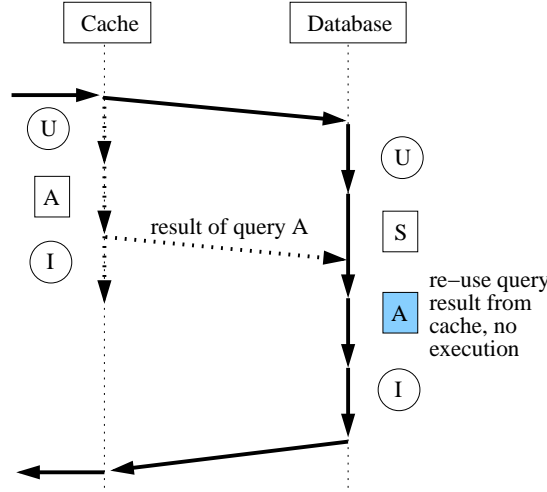 Cache
Database
U
U
A
result of query A
S
I
A
re−use query
result from
cache, no
execution
I